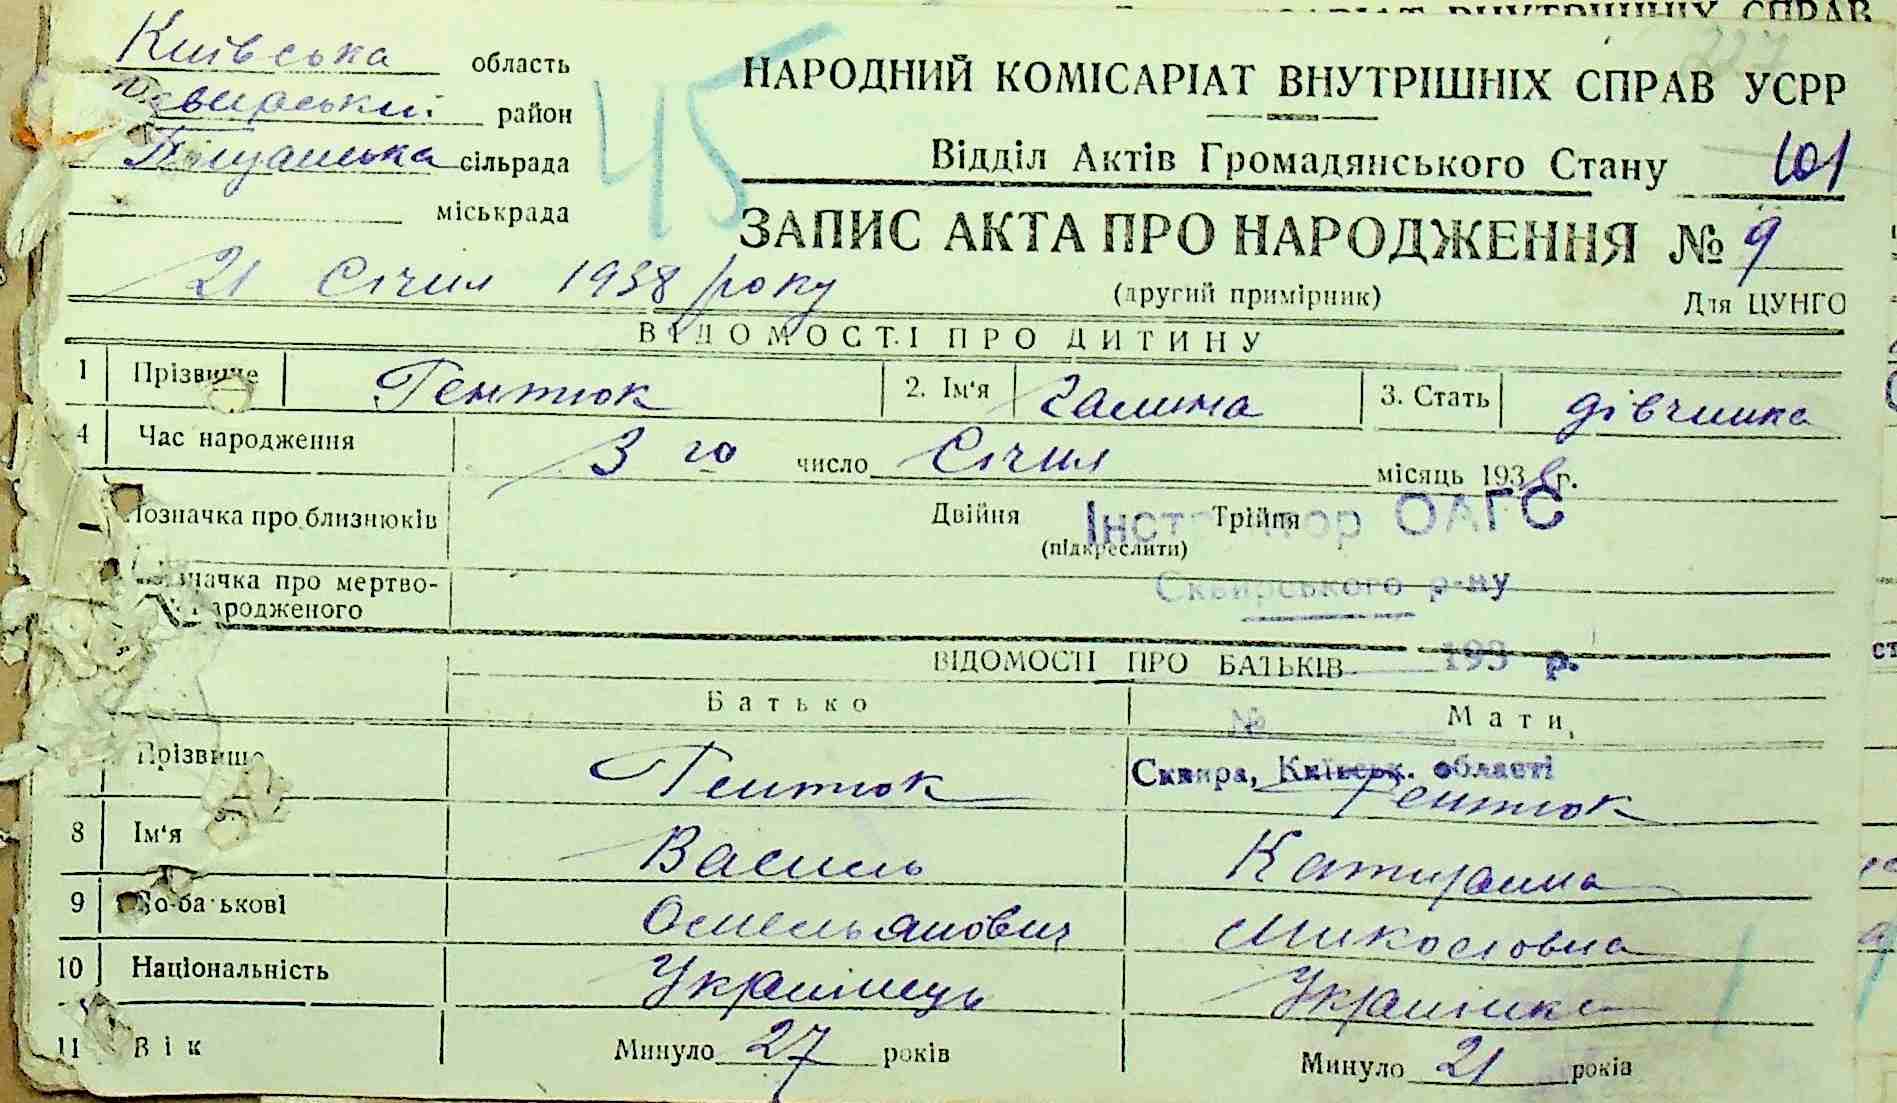 Київська область
Сквирський район
сільрада
міськрада
45
НАРОДНИЙ КОМІСАРІАТ ВНУТРІШНІХ СПРАВ УСРР
Відділ Актів Громадянського Стану 101
ЗАПИС АКТА ПРО НАРОДЖЕННЯ № 9
21 Січня 1938 року
(другий примірник) Для ЦУНГО
ВІДОМОСТІ ПРО ДИТИНУ
1 Прізвище Гентюк 2. Ім'я Галина 3. Стать дівчинка
4 Час народження 3 го число Січня місяць 1938 г.
Позначка про близнюків Двійня Трійня
(підкреслити)
Інструктор ОАГС
Позначка про мертво-
народженого
Сквирського р-ну
ВІДОМОСТІ ПРО БАТЬКІВ 193 р.
Батько Мати
№
Сквира, Київськ. області
Прізвище Гентюк Гентюк
8 Ім'я Василь Катирина
9 По-батькові Омельянович Миколовна
10 Національність Українець Українка
11 Вік Минуло 27 років Минуло 21 років